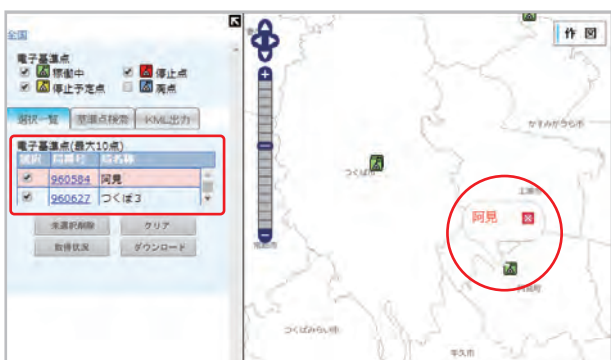 全国
電子基準点
稼働中 停止点
停止予定点 廃点
選択一覧 基準点検索 KML出力
電子基準点(最大10点)
選択 局番号 局名称
960584 阿見
960627 つくば3
未選択削除 クリア
取得状況 ダウンロード
作図
かすみがうら市
つくば市
土浦市
阿見
阿見町
つくばみらい市
牛久市